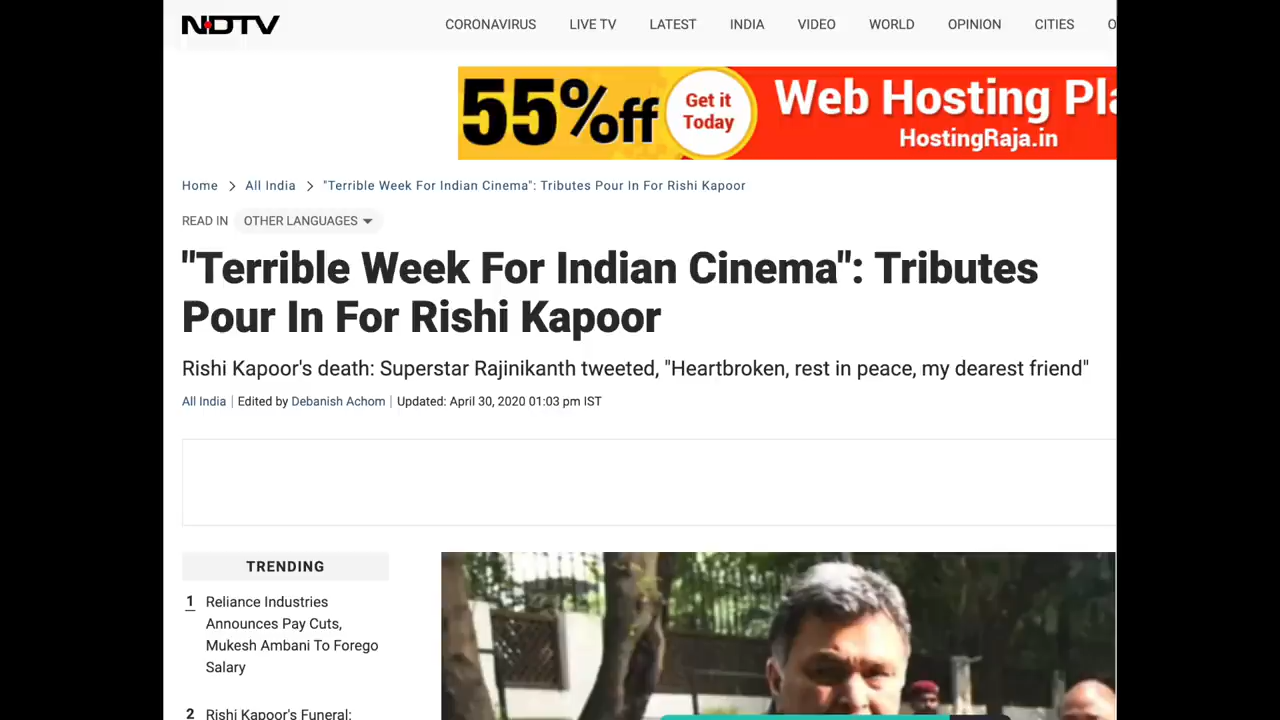 NDTV
CORONAVIRUS LIVE TV LATEST INDIA VIDEO WORLD OPINION CITIES
55%off
Get it
Today
Web Hosting
HostingRaja.in
Home > All India > "Terrible Week For Indian Cinema": Tributes Pour In For Rishi Kapoor
READ IN OTHER LANGUAGES
"Terrible Week For Indian Cinema": Tributes
Pour In For Rishi Kapoor
Rishi Kapoor's death: Superstar Rajinikanth tweeted, "Heartbroken, rest in peace, my dearest friend"
All India | Edited by Debanish Achom | Updated: April 30, 2020 01:03 pm IST
TRENDING
1 Reliance Industries
Announces Pay Cuts,
Mukesh Ambani To Forego
Salary
2 Rishi Kapoor's Funeral: